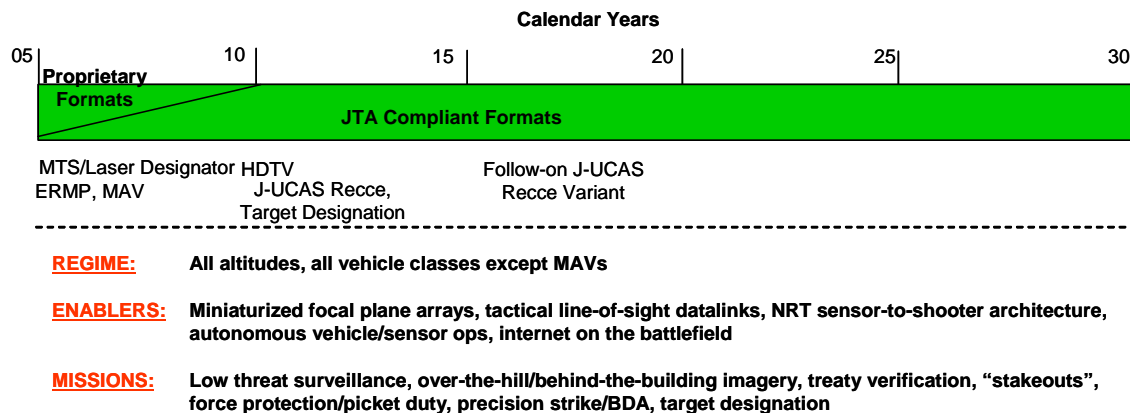 Calendar Years
05 10 15 20 25 30
Proprietary
Formats
JTA Compliant Formats
MTS/Laser Designator HDTV Follow-on J-UCAS
ERMP, MAV J-UCAS Recce, Recce Variant
Target Designation
REGIME: All altitudes, all vehicle classes except MAVs
ENABLERS: Miniaturized focal plane arrays, tactical line-of-sight datalinks, NRT sensor-to-shooter architecture,
autonomous vehicle/sensor ops, internet on the battlefield
MISSIONS: Low threat surveillance, over-the-hill/behind-the-building imagery, treaty verification, “stakeouts”,
force protection/picket duty, precision strike/BDA, target designation